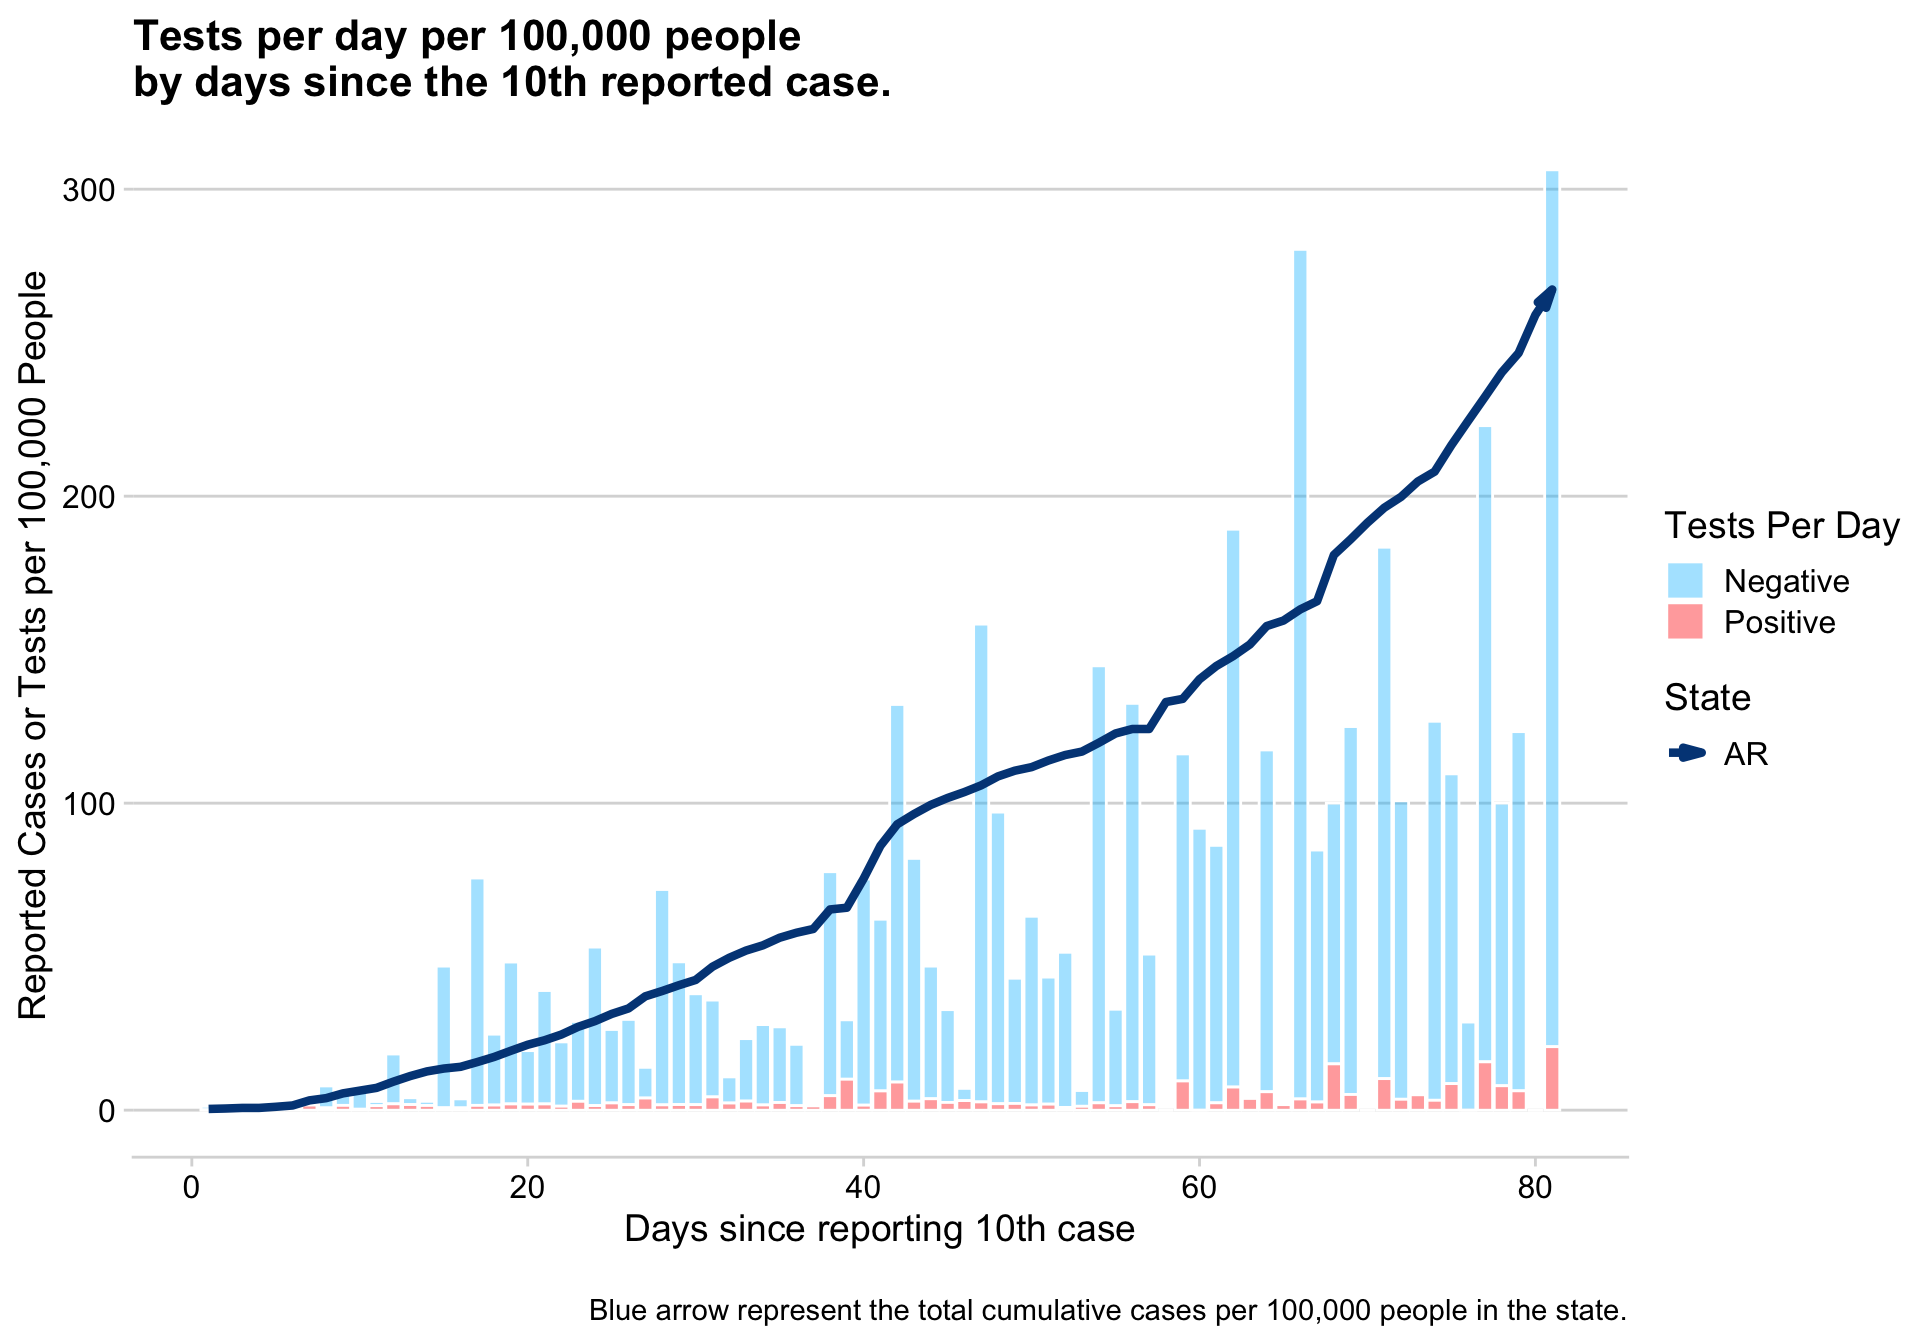 Tests per day per 100,000 people
by days since the 10th reported case.
Reported Cases or Tests per 100,000 People
300
200
100
0
0
20
40
60
80
Days since reporting 10th case
Tests Per Day
Negative
Positive
State
AR
Blue arrow represent the total cumulative cases per 100,000 people in the state.